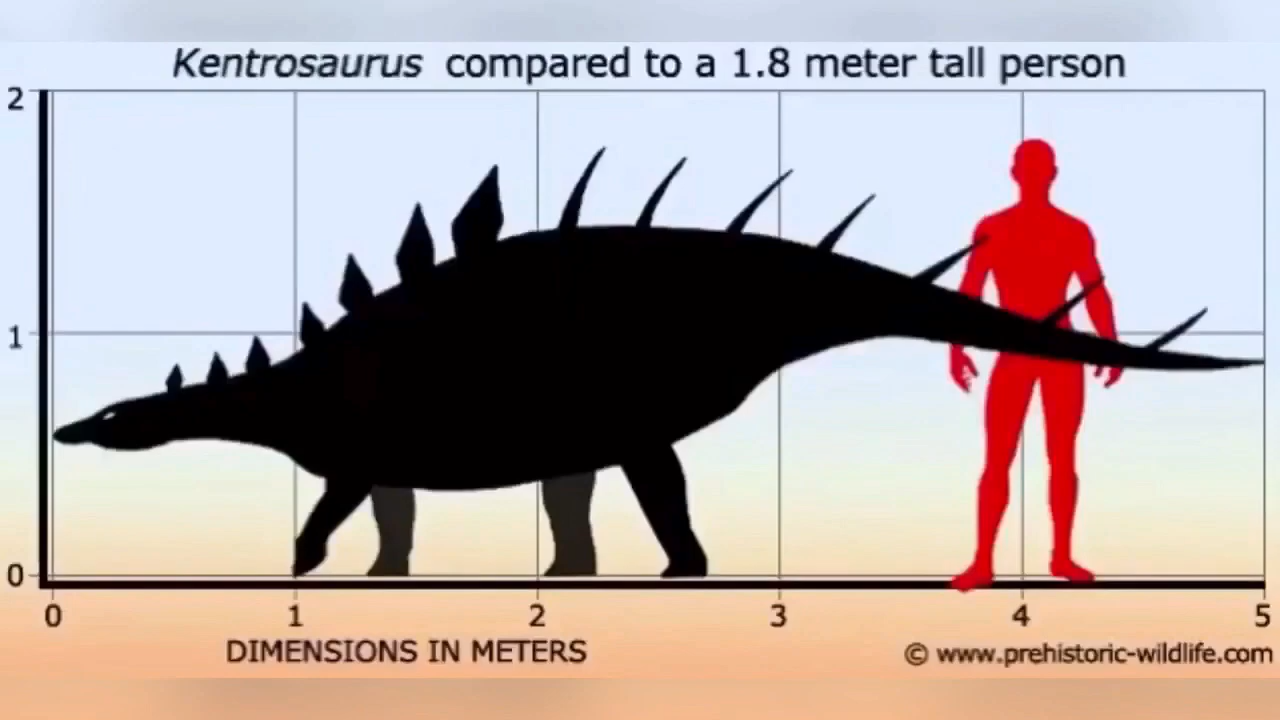 Kentrosaurus compared to a 1.8 meter tall person
2
1
0
0 1 2 3 4 5
DIMENSIONS IN METERS © www.prehistoric-wildlife.com